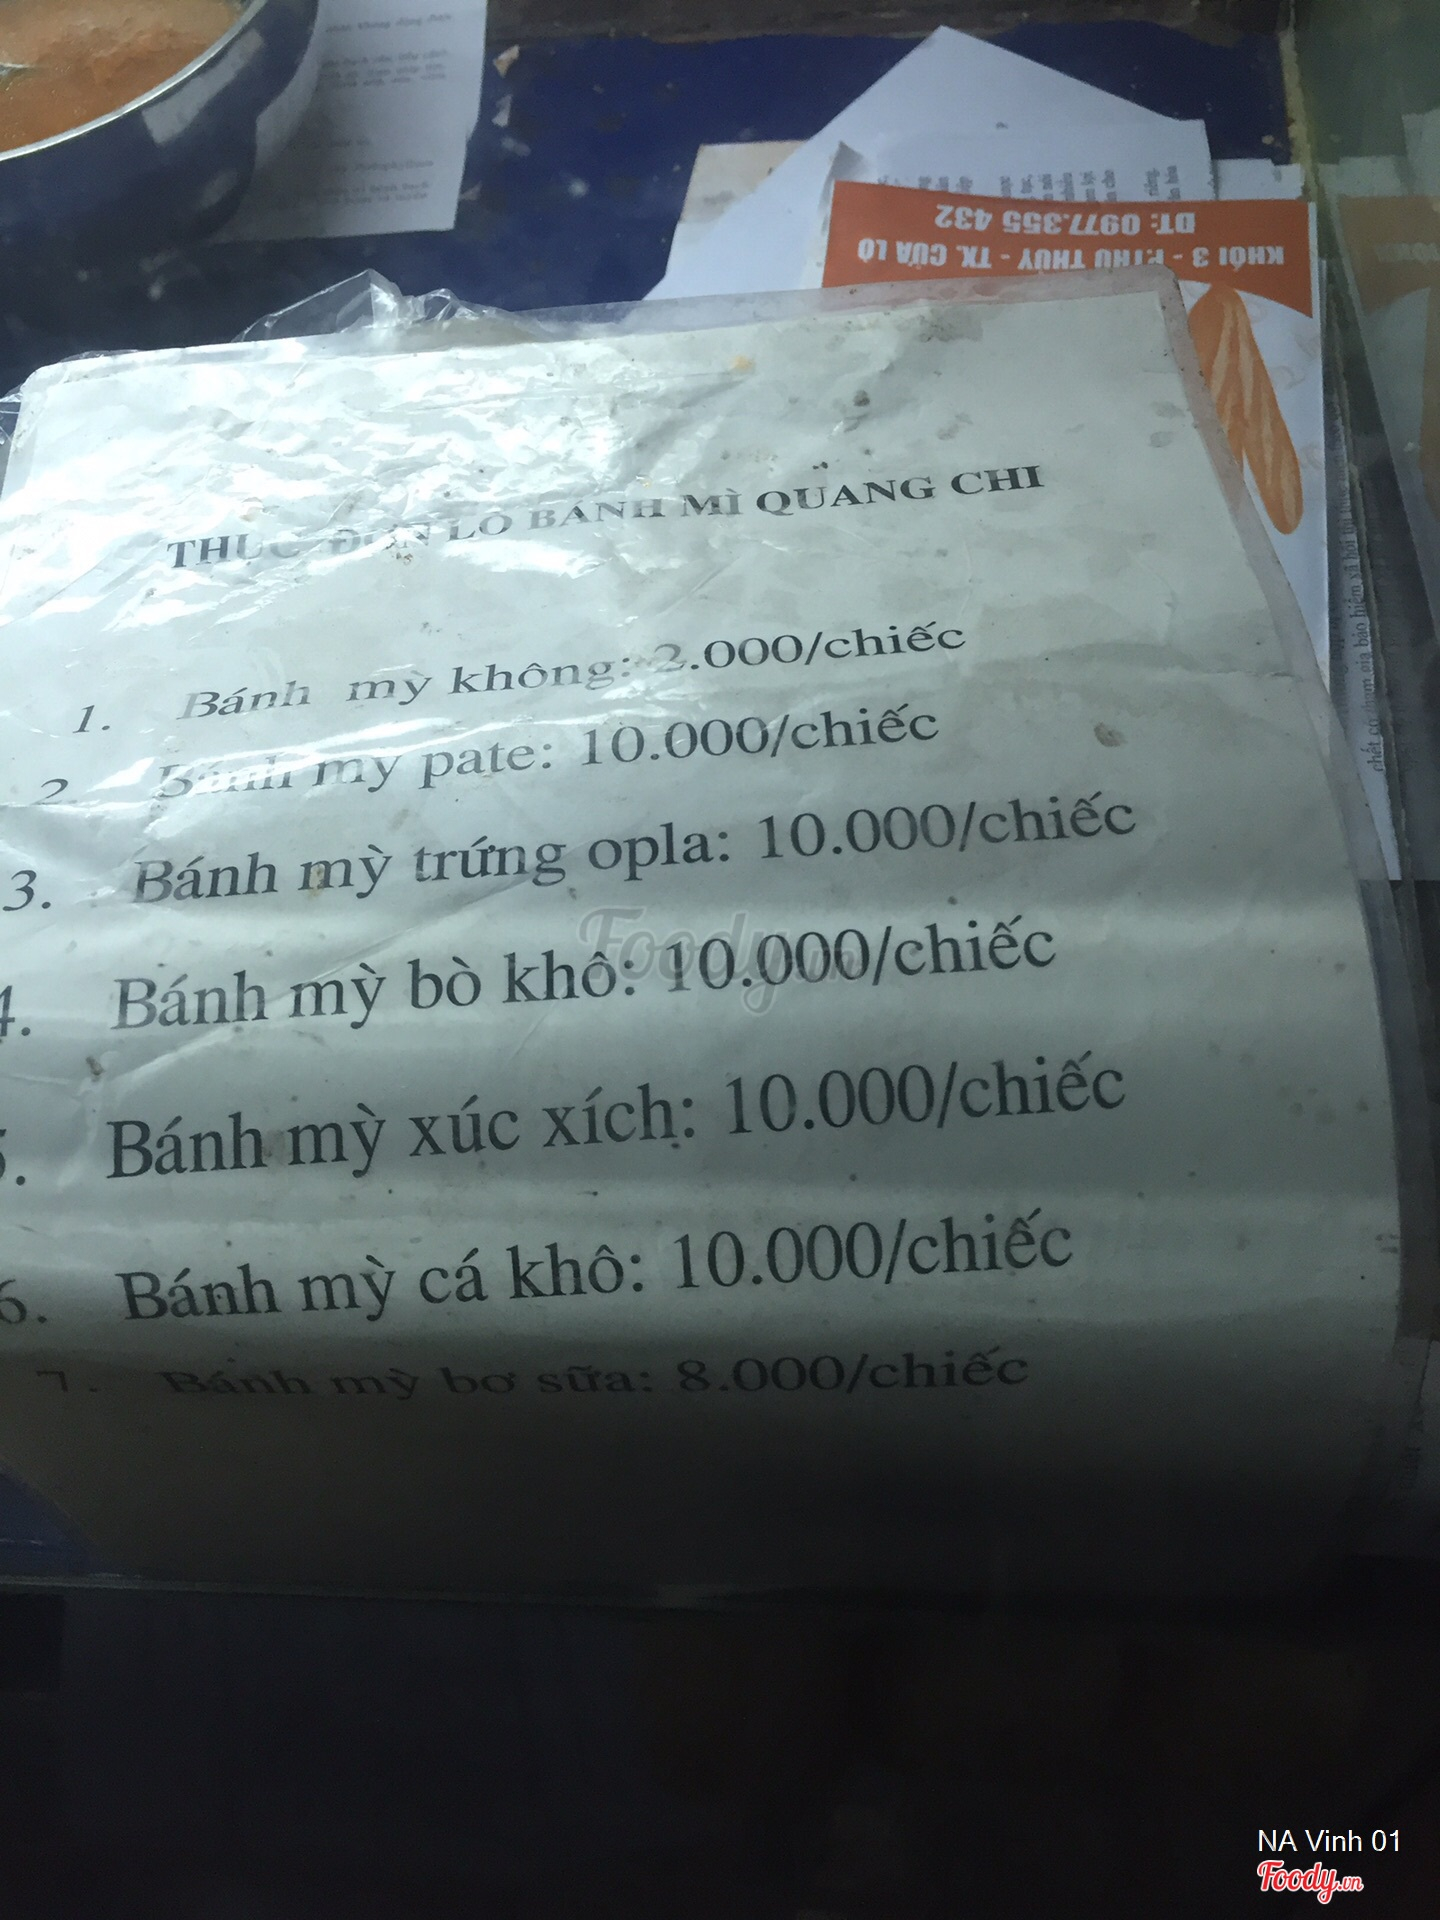 ĐT: 0977.355 432
KHỐI 3 - P.THU THỦY - TX. CỬA LÒ
THỰC ĐƠN LÒ BÁNH MÌ QUANG CHI
1. Bánh mỳ không: 2.000/chiếc
2. Bánh mỳ pate: 10.000/chiếc
3. Bánh mỳ trứng opla: 10.000/chiếc
4. Bánh mỳ bò khô: 10.000/chiếc
5. Bánh mỳ xúc xích: 10.000/chiếc
6. Bánh mỳ cá khô: 10.000/chiếc
7. Bánh mỳ bơ sữa: 8.000/chiếc
Foody.vn
NA Vinh 01
Foody.vn